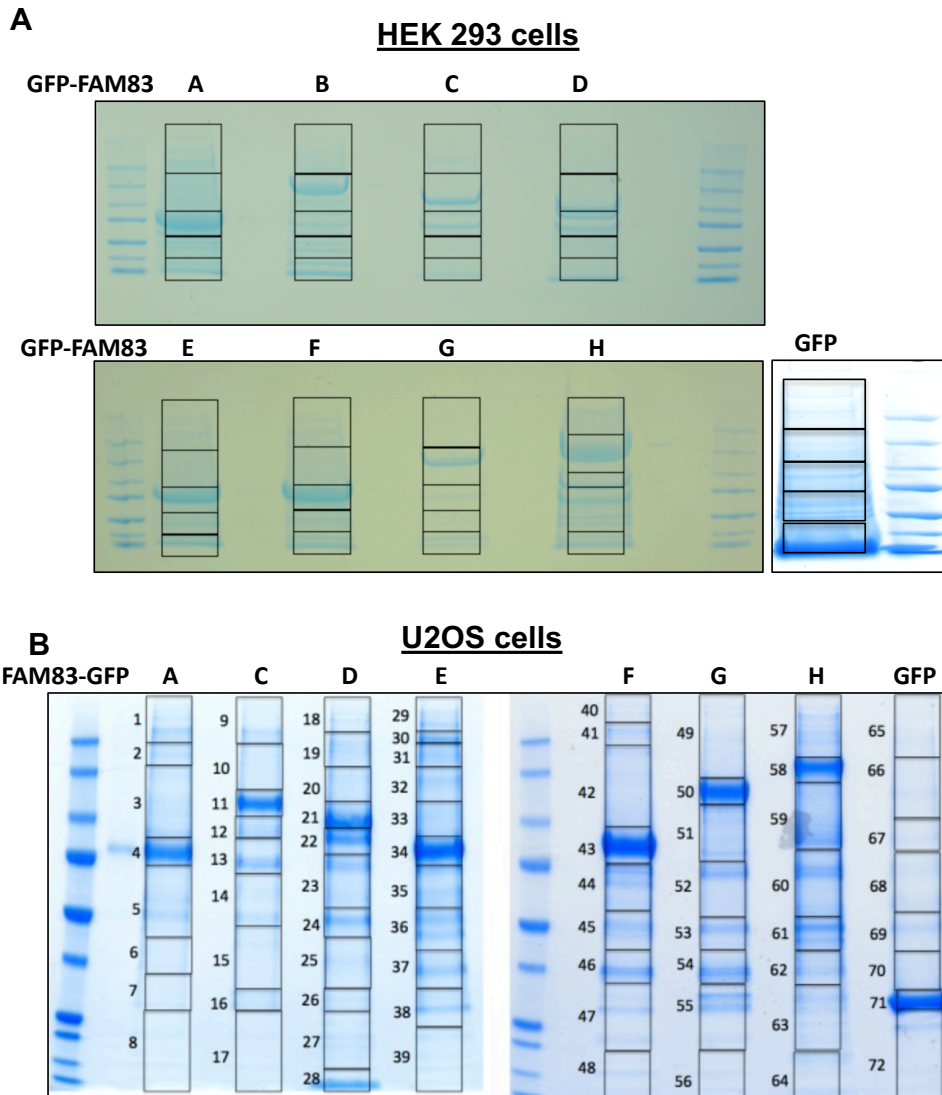 A
HEK 293 cells
GFP-FAM83 A B C D
GFP-FAM83 E F G H GFP
B
U2OS cells
FAM83-GFP A C D E F G H GFP
1 9 18 29 40 49 57 65
2 10 19 30 41 50 58 66
3 11 20 31 42 51 59 67
4 12 21 32 43 52 60 68
5 13 22 33 44 53 61 69
6 14 23 34 45 54 62 70
7 15 24 35 46 55 63 71
8 16 25 36 47 56 64 72
17 26 37 48
27 38
28 39